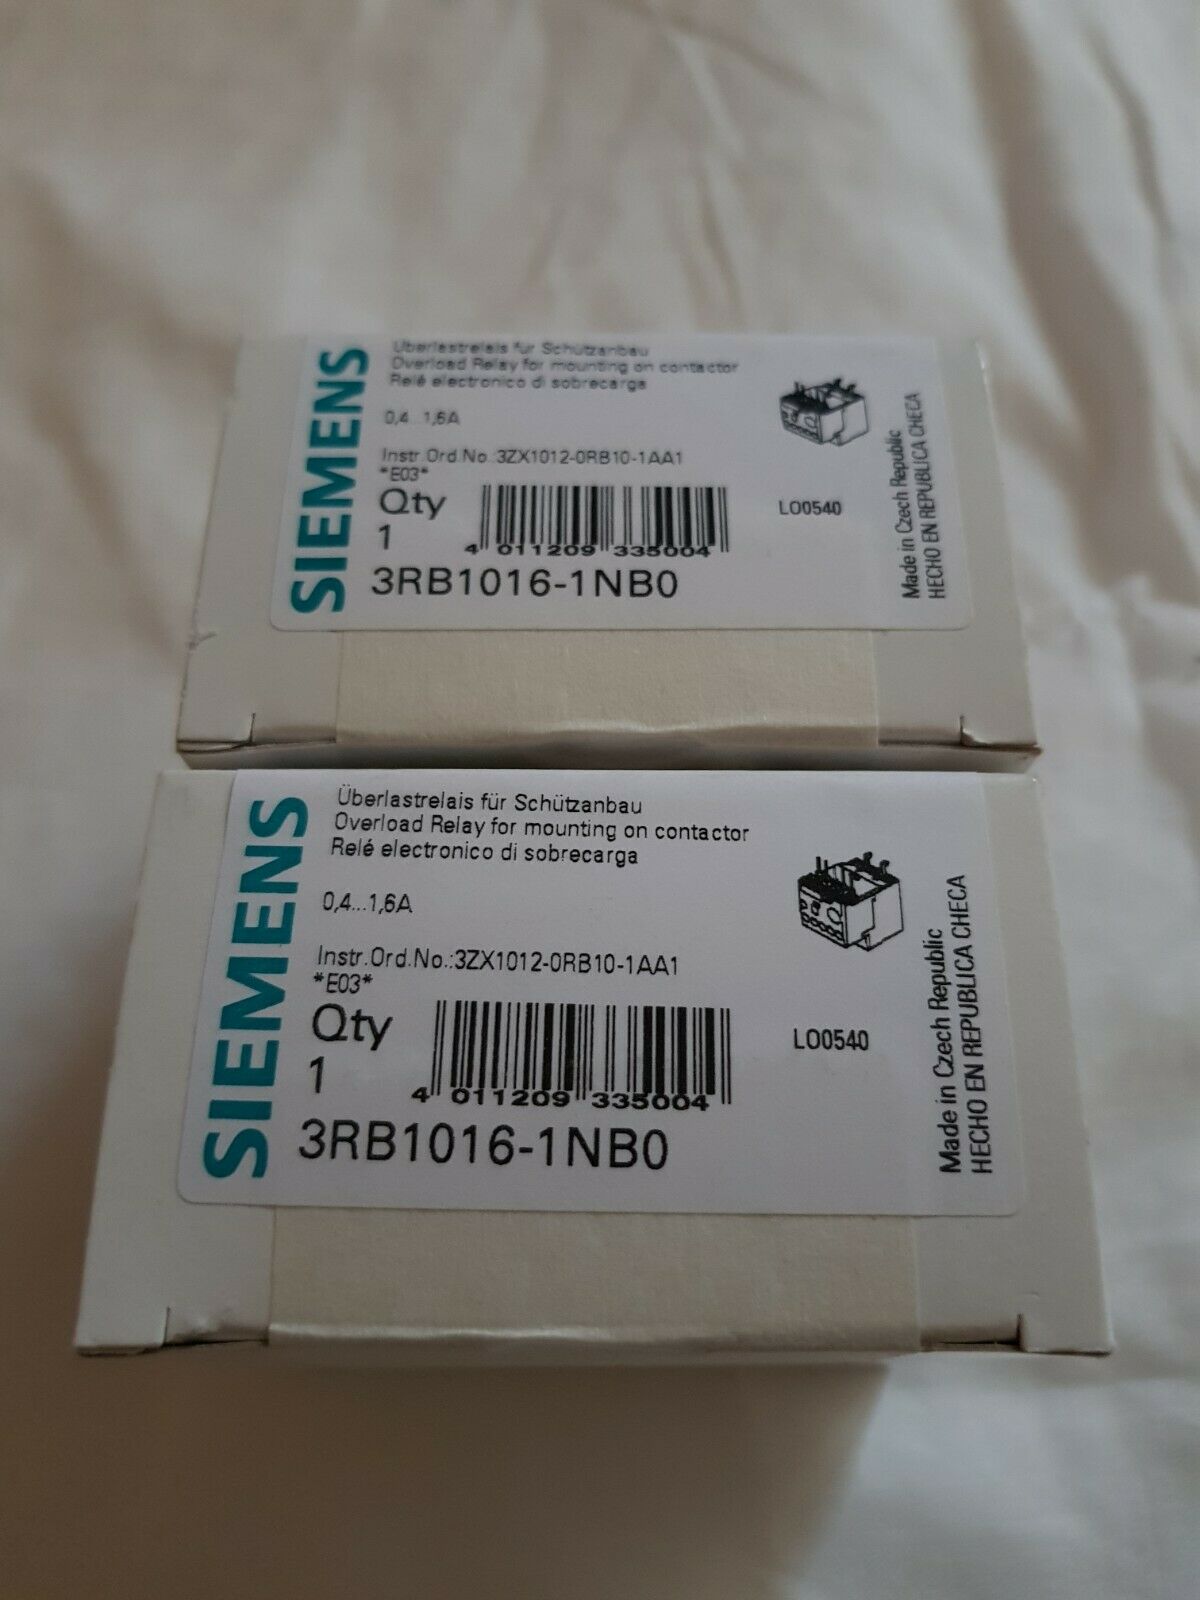 SIEMENS
Überlastrelais für Schützanbau
Overload Relay for mounting on contactor
Relé electronico di sobrecarga
0,4...1,6A
Instr.Ord.No.:3ZX1012-0RB10-1AA1
*E03*
Qty
1
4 011209 335004
3RB1016-1NB0
LO0540
Made in Czech Republic
HECHO EN REPUBLICA CHECA
SIEMENS
Überlastrelais für Schützanbau
Overload Relay for mounting on contactor
Relé electronico di sobrecarga
0,4...1,6A
Instr.Ord.No.:3ZX1012-0RB10-1AA1
*E03*
Qty
1
4 011209 335004
3RB1016-1NB0
LO0540
Made in Czech Republic
HECHO EN REPUBLICA CHECA